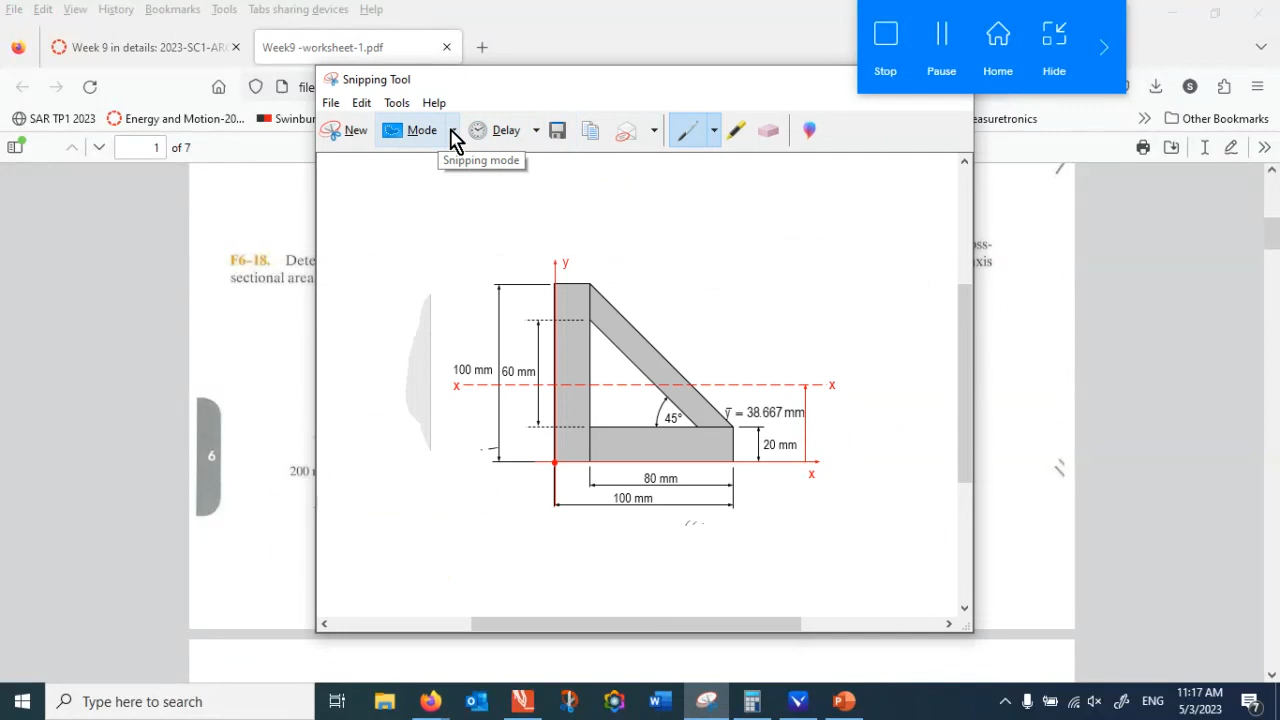 File Edit View History Bookmarks Tools Tabs sharing devices Help
Stop Pause Home Hide
Week 9 in details: 2023-SC1-AR
Week9 -worksheet-1.pdf
file
SAR TP1 2023 Energy and Motion-20... Swinbur
measuretronics Other Bookmarks
1 of 7
Snipping Tool
File Edit Tools Help
New Mode Delay
Snipping mode
F6-18. Dete
sectional area
oss-
axis
6
200
y
100 mm 60 mm
x x
45°
y̅ = 38.667 mm
20 mm
x
80 mm
100 mm
Type here to search
ENG
11:17 AM
5/3/2023
7